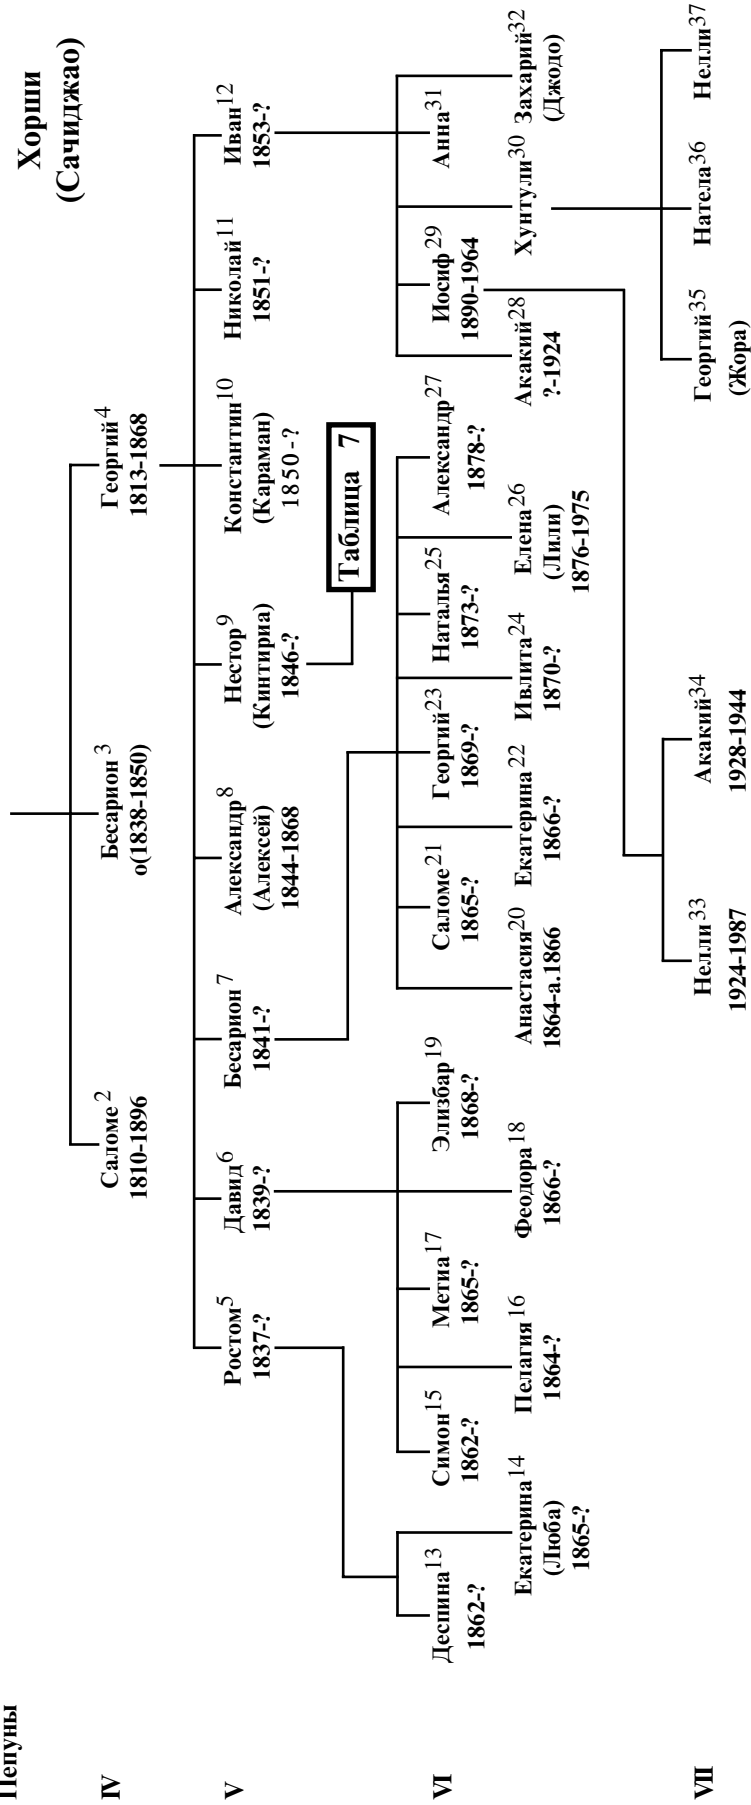 Пепуны
Хорши
(Сачиджао)
IV
Саломе 2
1810-1896
Бесарион 3
о(1838-1850)
Георгий 4
1813-1868
V
Ростом 5
1837-?
Давид 6
1839-?
Бесарион 7
1841-?
Александр 8
(Алексей)
1844-1868
Нестор 9
(Кинтириа)
1846-?
Константин 10
(Караман)
1850-?
Николай 11
1851-?
Иван 12
1853-?
Таблица 7
VI
Деспина 13
1862-?
Екатерина 14
(Люба)
1865-?
Симон 15
1862-?
Пелагия 16
1864-?
Метиа 17
1865-?
Феодора 18
1866-?
Элизбар 19
1868-?
Анастасия 20
1864-а.1866
Саломе 21
1865-?
Екатерина 22
1866-?
Георгий 23
1869-?
Ивлита 24
1870-?
Наталья 25
1873-?
Елена 26
(Лили)
1876-1975
Александр 27
1878-?
Акакий 28
?-1924
Иосиф 29
1890-1964
Хунтули 30
Анна 31
Захарий 32
(Джодо)
VII
Нелли 33
1924-1987
Акакий 34
1928-1944
Георгий 35
(Жора)
Натела 36
Нелли 37